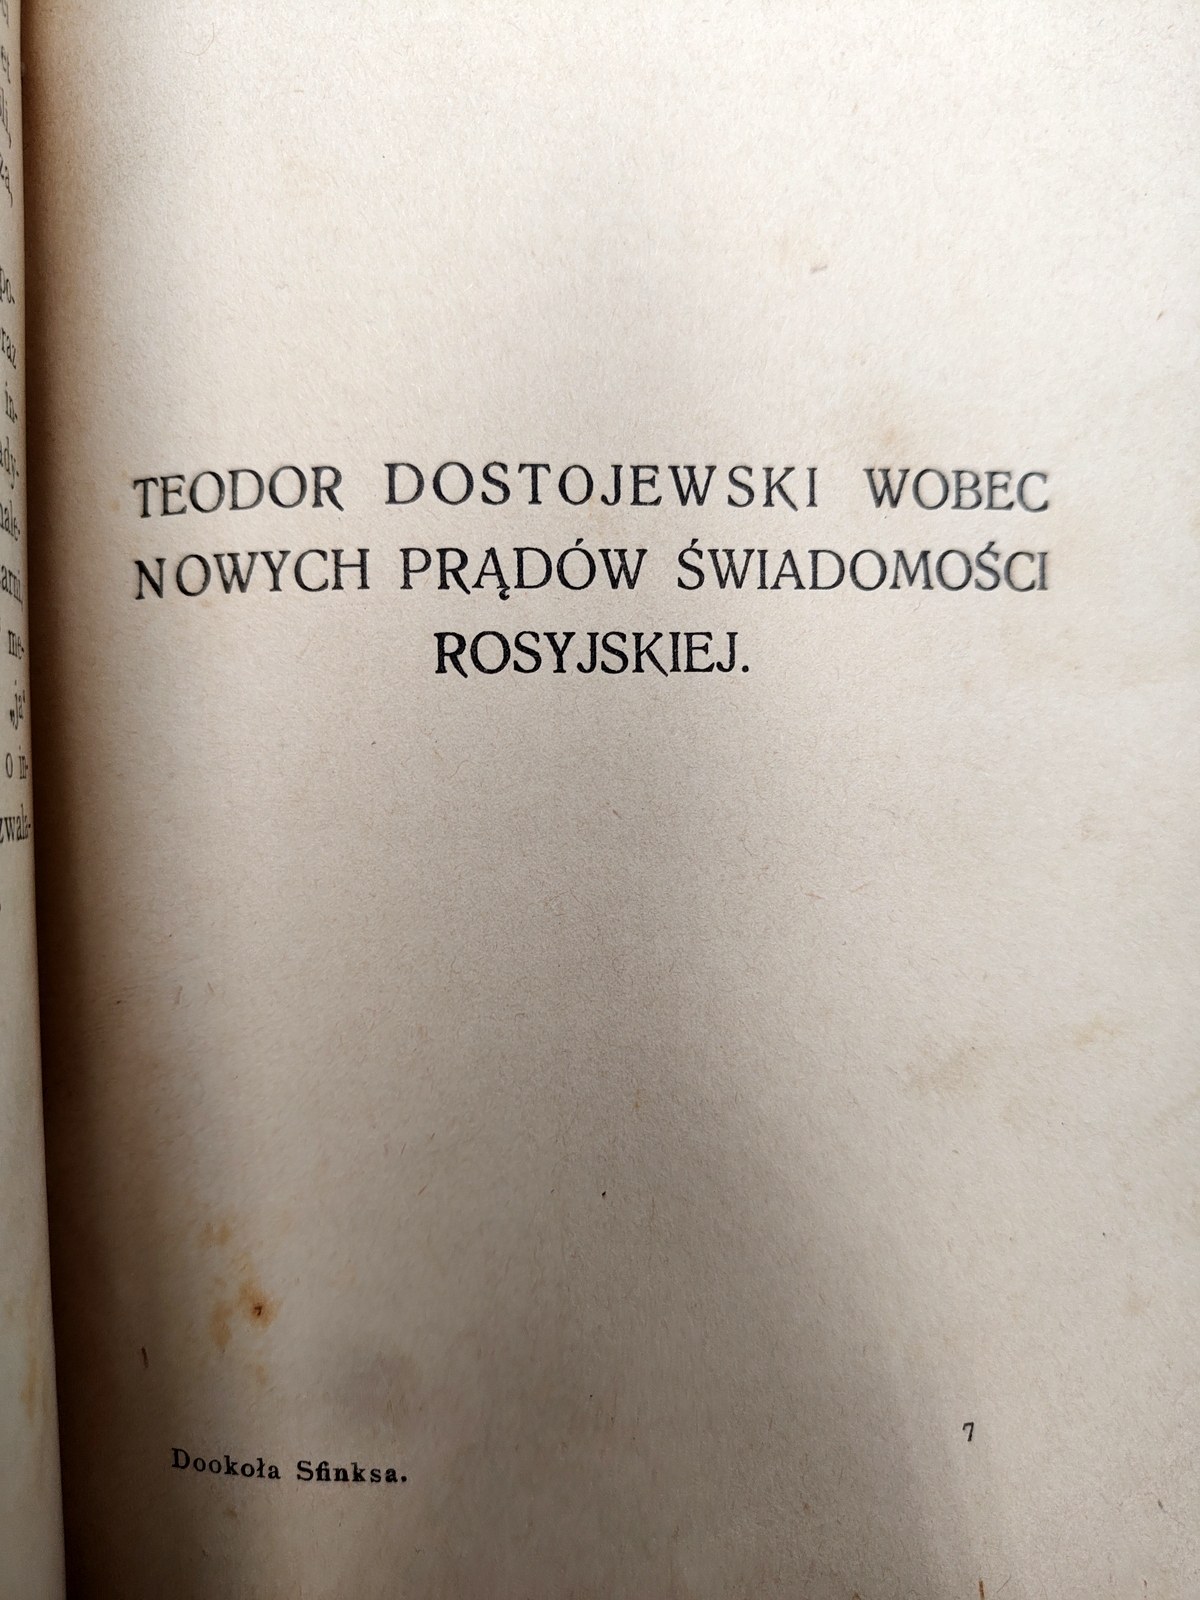 TEODOR DOSTOJEWSKI WOBEC
NOWYCH PRĄDÓW ŚWIADOMOŚCI
ROSYJSKIEJ.
7
Dookoła Sfinksa.